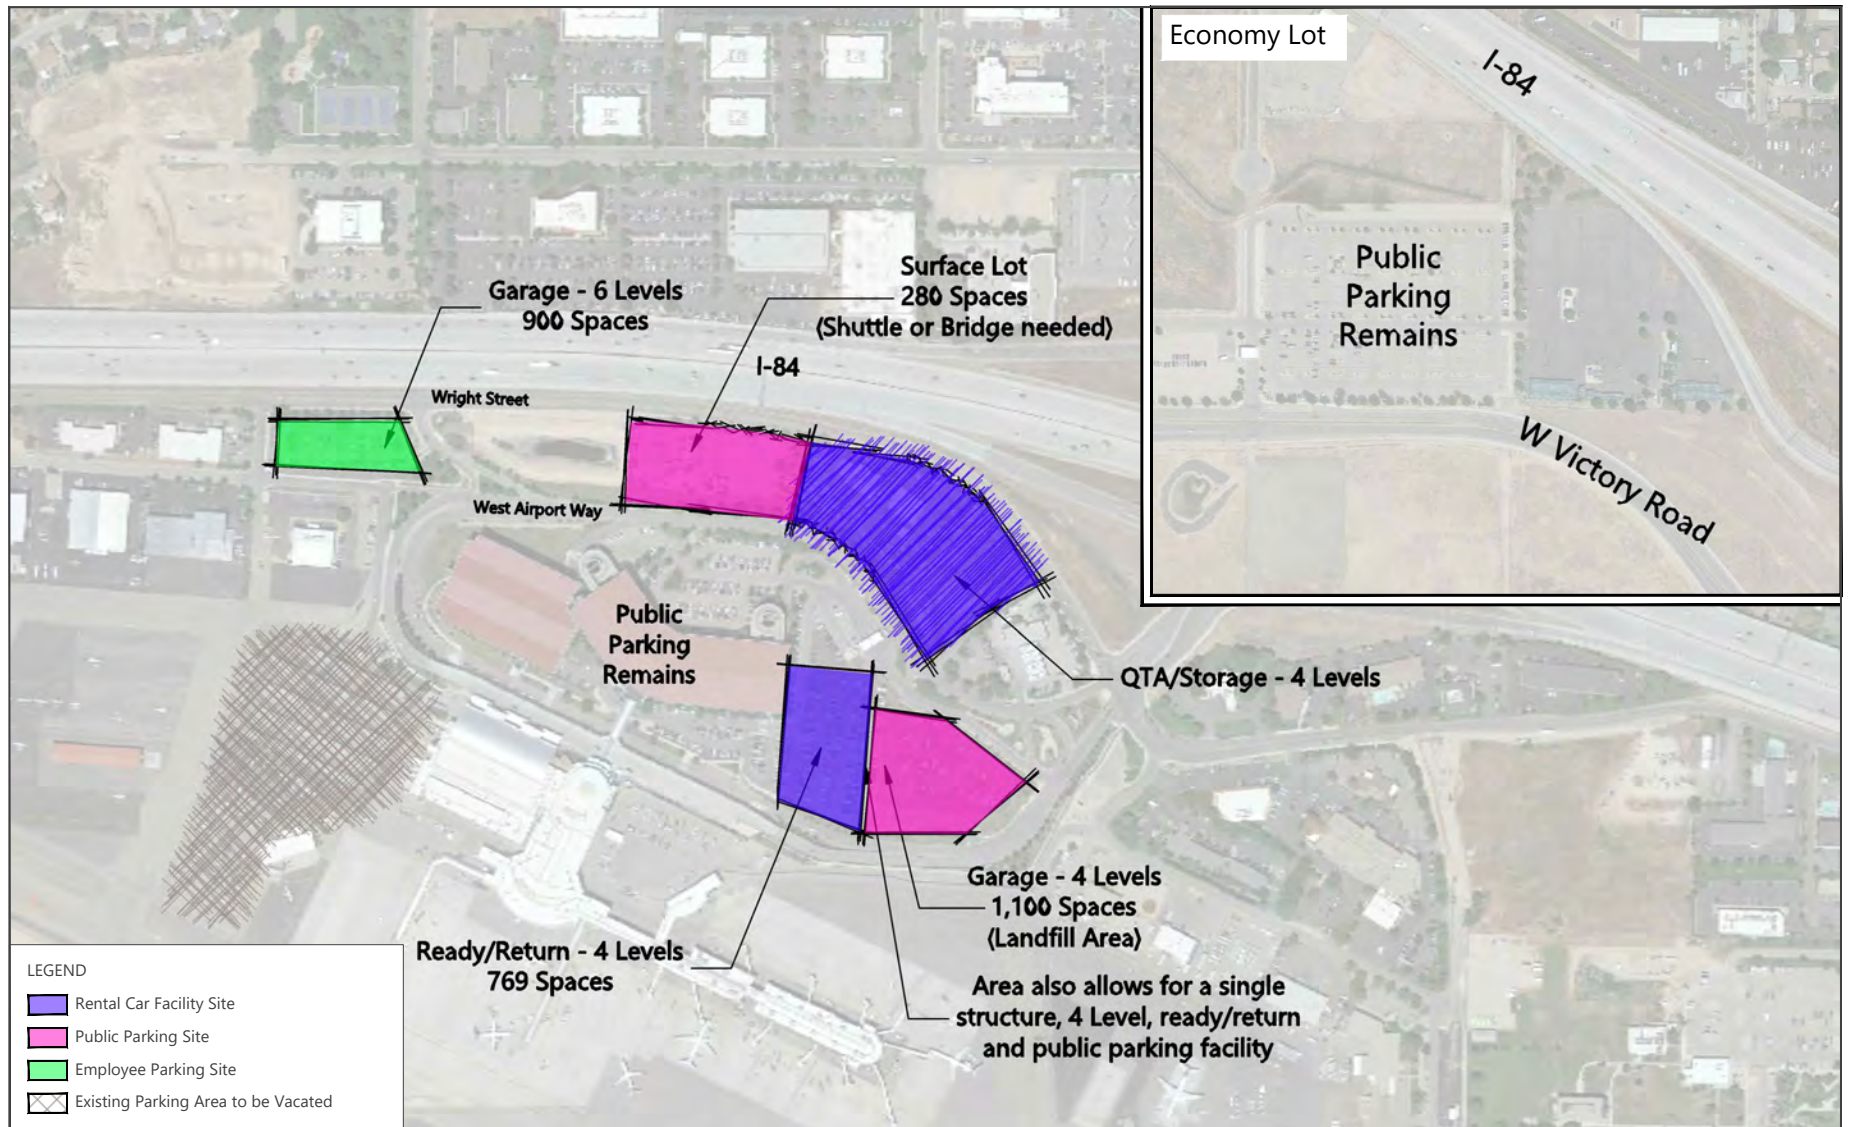 Economy Lot
I-84
Public
Parking
Remains
W Victory Road
Garage - 6 Levels
900 Spaces
Surface Lot
280 Spaces
(Shuttle or Bridge needed)
I-84
Wright Street
West Airport Way
Public
Parking
Remains
QTA/Storage - 4 Levels
Garage - 4 Levels
1,100 Spaces
(Landfill Area)
Ready/Return - 4 Levels
769 Spaces
Area also allows for a single
structure, 4 Level, ready/return
and public parking facility
LEGEND
Rental Car Facility Site
Public Parking Site
Employee Parking Site
Existing Parking Area to be Vacated